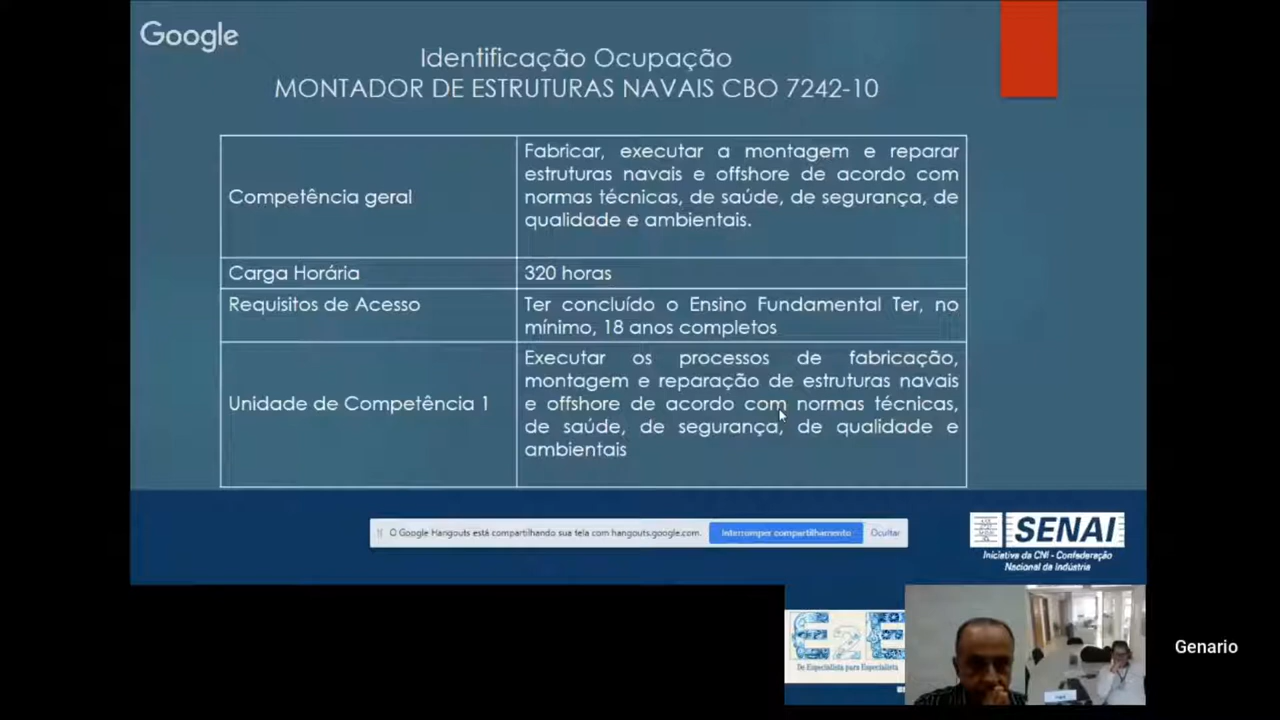 Google
Identificação Ocupação
MONTADOR DE ESTRUTURAS NAVAIS CBO 7242-10
Competência geral
Fabricar, executar a montagem e reparar
estruturas navais e offshore de acordo com
normas técnicas, de saúde, de segurança, de
qualidade e ambientais.
Carga Horária
320 horas
Requisitos de Acesso
Ter concluído o Ensino Fundamental Ter, no
mínimo, 18 anos completos
Unidade de Competência 1
Executar os processos de fabricação,
montagem e reparação de estruturas navais
e offshore de acordo com normas técnicas,
de saúde, de segurança, de qualidade e
ambientais
O Google Hangouts está compartilhando sua tela com hangouts.google.com.
Interromper compartilhamento
Ocultar
SENAI
Iniciativa da CNI - Confederação
Nacional da Indústria
E2E
De Especialista para Especialista
Genario